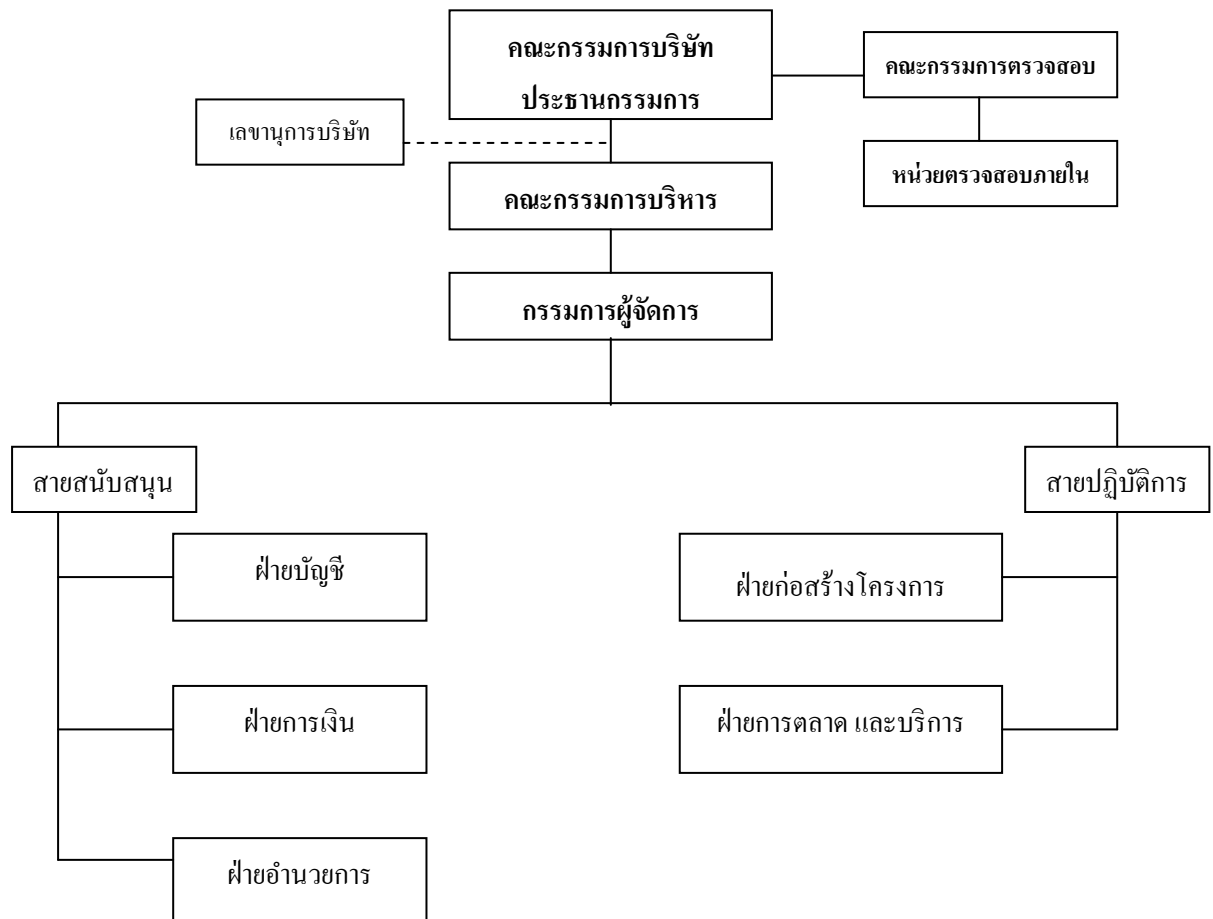 คณะกรรมการบริษัท
ประธานกรรมการ
คณะกรรมการตรวจสอบ
เลขานุการบริษัท
หน่วยตรวจสอบภายใน
คณะกรรมการบริหาร
กรรมการผู้จัดการ
สายสนับสนุน
สายปฏิบัติการ
ฝ่ายบัญชี
ฝ่ายก่อสร้างโครงการ
ฝ่ายการเงิน
ฝ่ายการตลาด และบริการ
ฝ่ายอำนวยการ